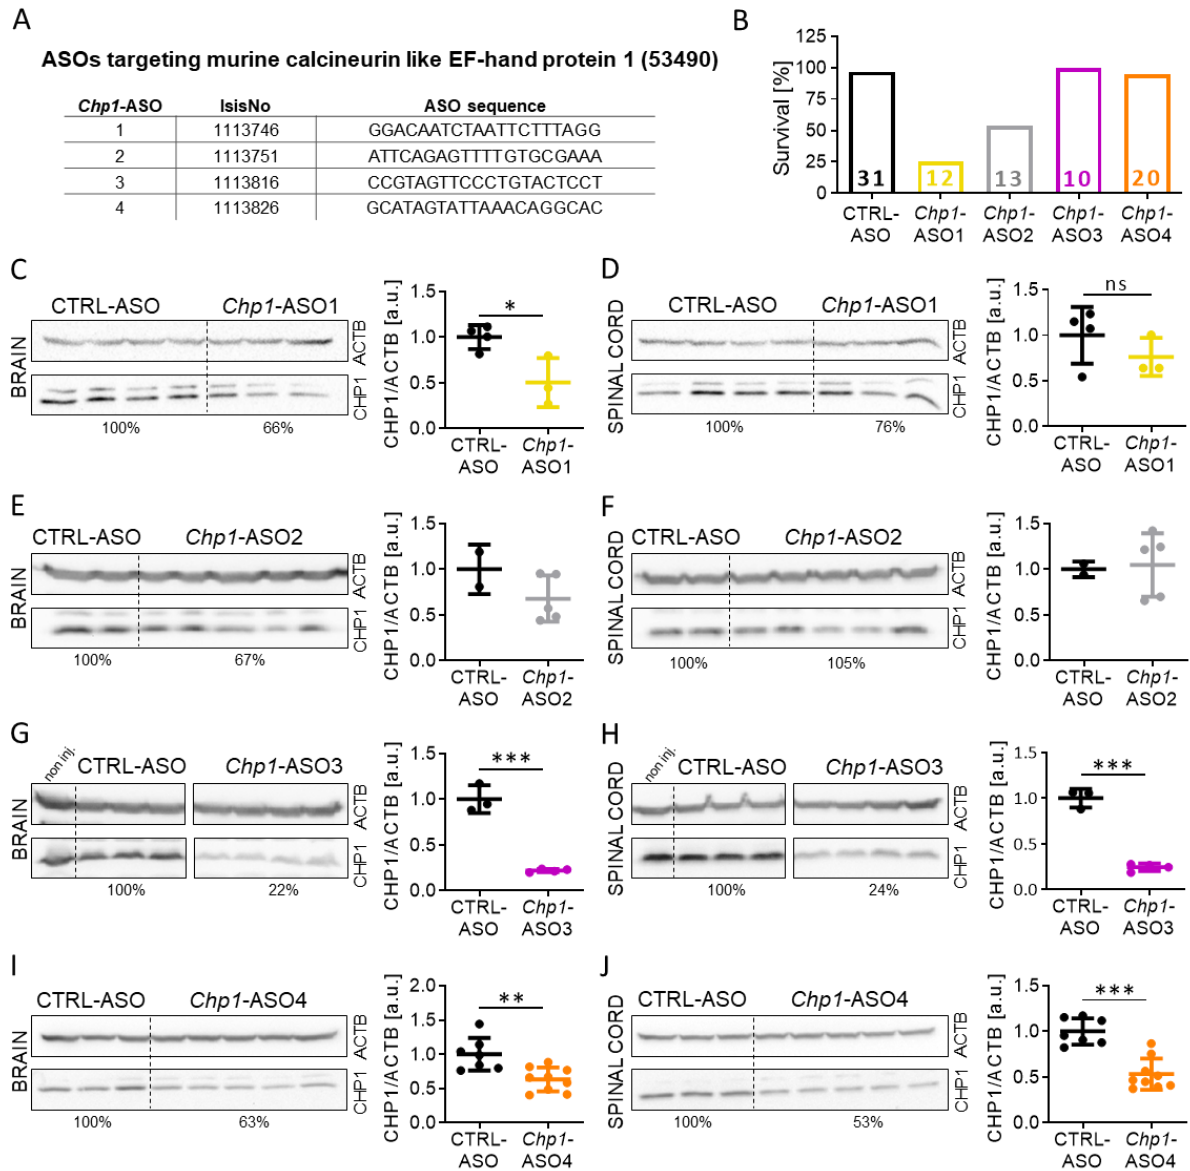 A
ASOs targeting murine calcineurin like EF-hand protein 1 (53490)
Chp1-ASO IsisNo ASO sequence
1 1113746 GGACAATCTAATTCTTTAGG
2 1113751 ATTCAGAGTTTTGTGCGAAA
3 1113816 CCGTAGTTCCCTGTACTCCT
4 1113826 GCATAGTATTAAACAGGCAC
B
Survival [%]
125
100
75
50
25
0
31 12 13 10 20
CTRL- Chp1- Chp1- Chp1- Chp1-
ASO ASO1 ASO2 ASO3 ASO4
C
BRAIN
CTRL-ASO Chp1-ASO1
ACTB
CHP1
100% 66%
CHP1/ACTB [a.u.]
1.5
1.0
0.5
0.0
*
CTRL- Chp1-
ASO ASO1
D
SPINAL CORD
CTRL-ASO Chp1-ASO1
ACTB
CHP1
100% 76%
CHP1/ACTB [a.u.]
1.5
1.0
0.5
0.0
ns
CTRL- Chp1-
ASO ASO1
E
BRAIN
CTRL-ASO Chp1-ASO2
ACTB
CHP1
100% 67%
CHP1/ACTB [a.u.]
1.5
1.0
0.5
0.0
CTRL- Chp1-
ASO ASO2
F
SPINAL CORD
CTRL-ASO Chp1-ASO2
ACTB
CHP1
100% 105%
CHP1/ACTB [a.u.]
1.5
1.0
0.5
0.0
CTRL- Chp1-
ASO ASO2
G
BRAIN
non inj. CTRL-ASO Chp1-ASO3
ACTB
CHP1
100% 22%
CHP1/ACTB [a.u.]
1.5
1.0
0.5
0.0
***
CTRL- Chp1-
ASO ASO3
H
SPINAL CORD
non inj. CTRL-ASO Chp1-ASO3
ACTB
CHP1
100% 24%
CHP1/ACTB [a.u.]
1.5
1.0
0.5
0.0
***
CTRL- Chp1-
ASO ASO3
I
BRAIN
CTRL-ASO Chp1-ASO4
ACTB
CHP1
100% 63%
CHP1/ACTB [a.u.]
2.0
1.5
1.0
0.5
0.0
**
CTRL- Chp1-
ASO ASO4
J
SPINAL CORD
CTRL-ASO Chp1-ASO4
ACTB
CHP1
100% 53%
CHP1/ACTB [a.u.]
1.5
1.0
0.5
0.0
***
CTRL- Chp1-
ASO ASO4